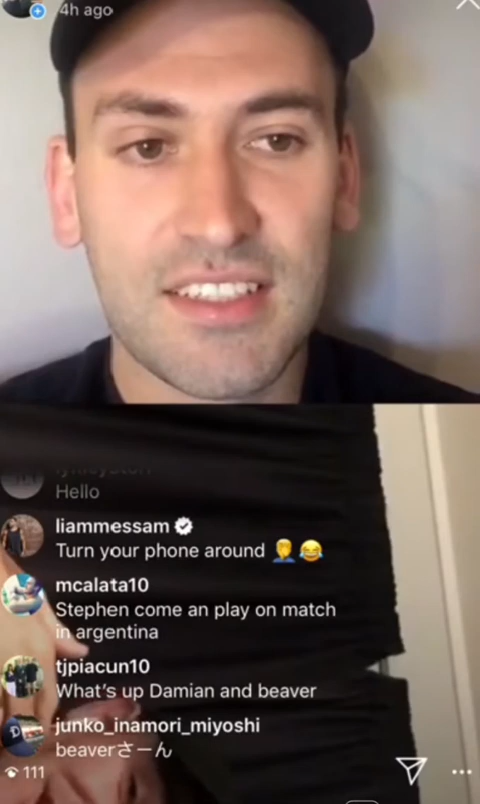 4h ago
Hello
liammessam
Turn your phone around 🤦‍♂️😂
mcalata10
Stephen come an play on match
in argentina
tjpiacun10
What's up Damian and beaver
junko_inamori_miyoshi
beaverさーん
111